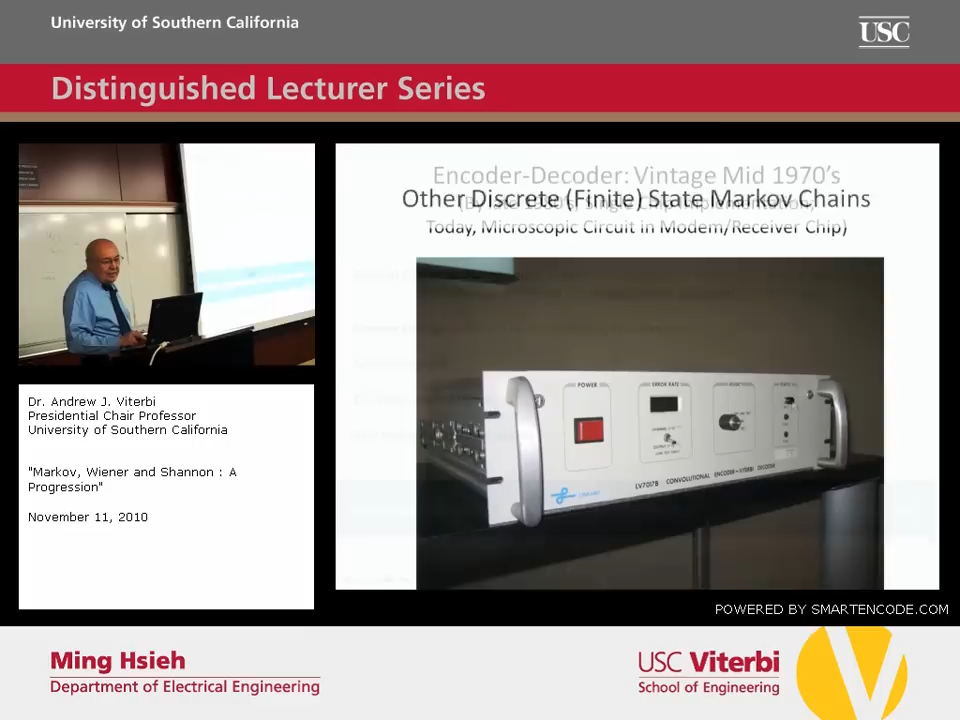 University of Southern California
USC
Distinguished Lecturer Series
Encoder-Decoder: Vintage Mid 1970's
Other Discrete (Finite) State Markov Chains
Today, Microscopic Circuit in Modem/Receiver Chip)
POWER
ERROR RATE
LV7017B CONVOLUTIONAL ENCODER-VITERBI DECODER
Dr. Andrew J. Viterbi
Presidential Chair Professor
University of Southern California
"Markov, Wiener and Shannon : A
Progression"
November 11, 2010
POWERED BY SMARTENCODE.COM
Ming Hsieh
Department of Electrical Engineering
USC Viterbi
School of Engineering